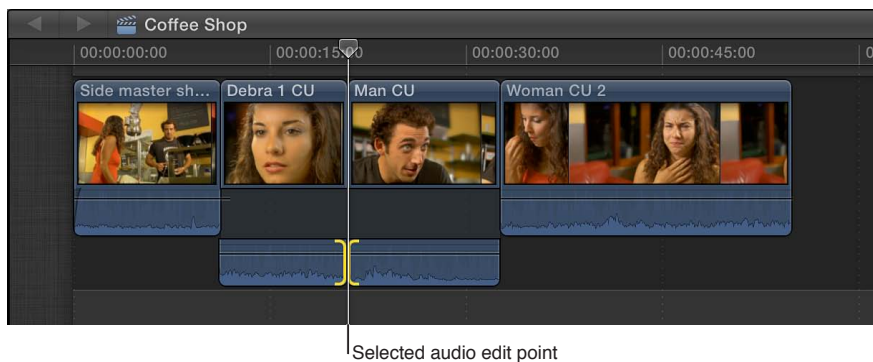 Coffee Shop
00:00:00:00 00:00:15:00 00:00:30:00 00:00:45:00 0
Side master sh... Debra 1 CU Man CU Woman CU 2
Selected audio edit point